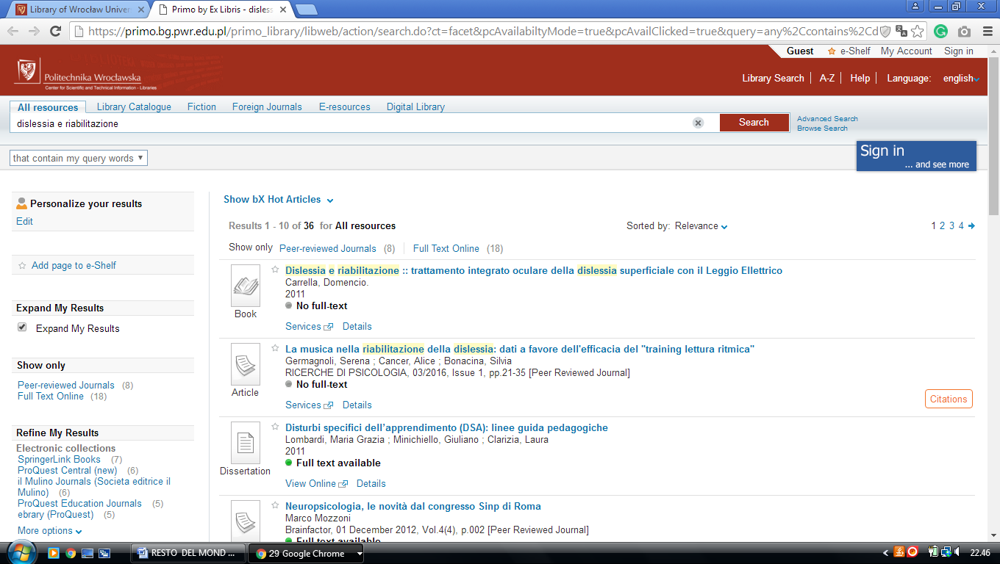 Library of Wrocław Univer
Primo by Ex Libris - disles
https://primo.bg.pwr.edu.pl/primo_library/libweb/action/search.do?ct=facet&pcAvailabiltyMode=true&pcAvailClicked=true&query=any%2Ccontains%2Cd
Guest e-Shelf My Account Sign in
Politechnika Wrocławska
Center for Scientific and Technical Information - Libraries
Library Search A-Z Help Language: english
All resources Library Catalogue Fiction Foreign Journals E-resources Digital Library
dislessia e riabilitazione
Search
Advanced Search
Browse Search
that contain my query words
Sign in
... and see more
Personalize your results
Edit
Add page to e-Shelf
Expand My Results
Expand My Results
Show only
Peer-reviewed Journals (8)
Full Text Online (18)
Refine My Results
Electronic collections
SpringerLink Books (7)
ProQuest Central (new) (6)
il Mulino Journals (Societa editrice il
Mulino) (6)
ProQuest Education Journals (5)
ebrary (ProQuest) (5)
More options
Show bX Hot Articles
Results 1 - 10 of 36 for All resources
Sorted by: Relevance
1 2 3 4
Show only Peer-reviewed Journals (8) Full Text Online (18)
Book
Dislessia e riabilitazione :: trattamento integrato oculare della dislessia superficiale con il Leggio Ellettrico
Carrella, Domencio.
2011
No full-text
Services Details
Article
La musica nella riabilitazione della dislessia: dati a favore dell'efficacia del "training lettura ritmica"
Germagnoli, Serena ; Cancer, Alice ; Bonacina, Silvia
RICERCHE DI PSICOLOGIA, 03/2016, Issue 1, pp.21-35 [Peer Reviewed Journal]
No full-text
Services Details
Citations
Dissertation
Disturbi specifici dell'apprendimento (DSA): linee guida pedagogiche
Lombardi, Maria Grazia ; Minichiello, Giuliano ; Clarizia, Laura
2011
Full text available
View Online Details
Neuropsicologia, le novità dal congresso Sinp di Roma
Marco Mozzoni
Brainfactor, 01 December 2012, Vol.4(4), p.002 [Peer Reviewed Journal]
Full text available
RESTO DEL MOND ...
29 Google Chrome
22.46